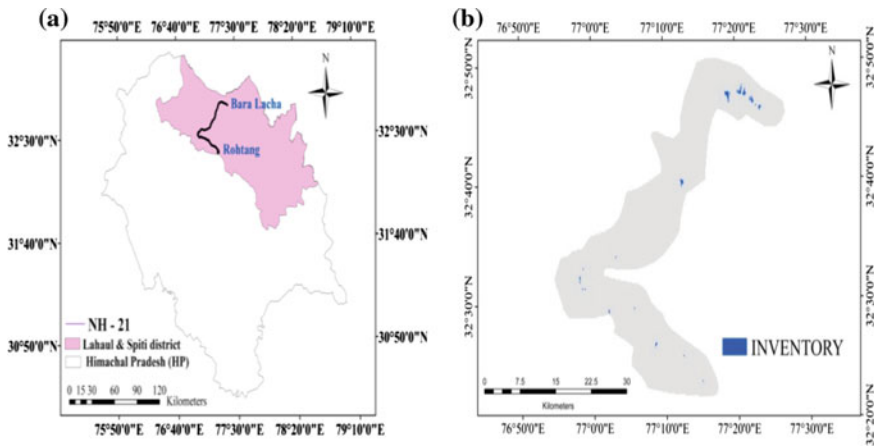 (a)
75°50'0"E 76°40'0"E 77°30'0"E 78°20'0"E 79°10'0"E
N
Bara Lacha
Rohtang
32°30'0"N
31°40'0"N
30°50'0"N
32°30'0"N
31°40'0"N
30°50'0"N
NH - 21
Lahaul & Spiti district
Himachal Pradesh (HP)
0 15 30 60 90 120
Kilometers
75°50'0"E 76°40'0"E 77°30'0"E 78°20'0"E 79°10'0"E
(b)
76°50'0"E 77°0'0"E 77°10'0"E 77°20'0"E 77°30'0"E
N
32°50'0"N
32°40'0"N
32°30'0"N
32°50'0"N
32°40'0"N
32°30'0"N
32°20'0"N
INVENTORY
0 7.5 15 22.5 30
Kilometers
76°50'0"E 77°0'0"E 77°10'0"E 77°20'0"E 77°30'0"E